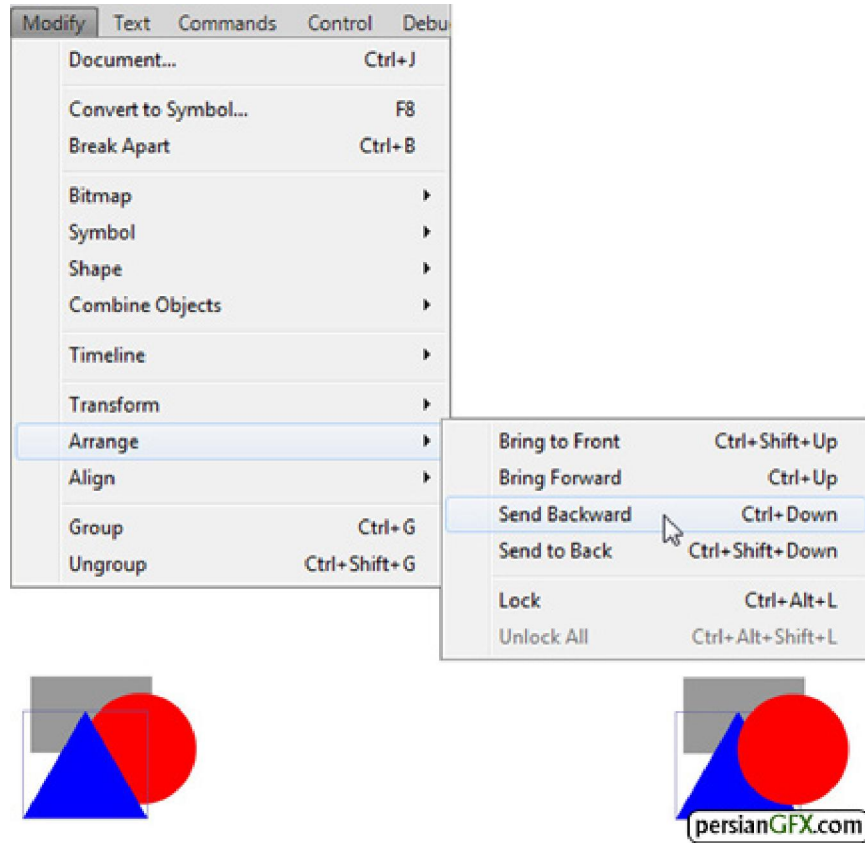 Modify Text Commands Control Debu
Document... Ctrl+J
Convert to Symbol... F8
Break Apart Ctrl+B
Bitmap
Symbol
Shape
Combine Objects
Timeline
Transform
Arrange
Align
Group Ctrl+G
Ungroup Ctrl+Shift+G
Bring to Front Ctrl+Shift+Up
Bring Forward Ctrl+Up
Send Backward Ctrl+Down
Send to Back Ctrl+Shift+Down
Lock Ctrl+Alt+L
Unlock All Ctrl+Alt+Shift+L
persianGFX.com